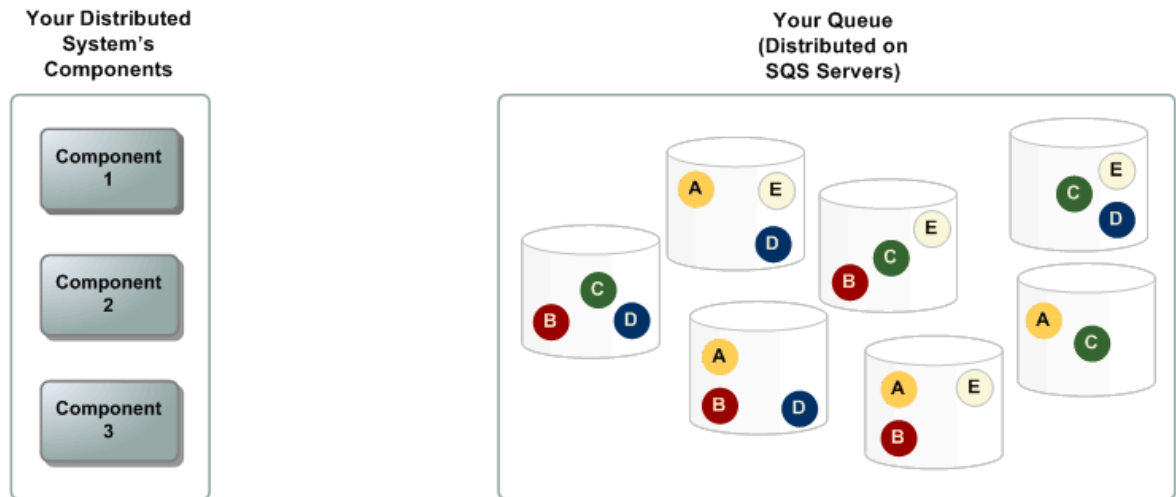 Your Distributed
System's
Components
Component
1
Component
2
Component
3
Your Queue
(Distributed on
SQS Servers)
A
E
D
B
C
E
C
E
D
C
B
D
A
B
D
A
E
B
A
C